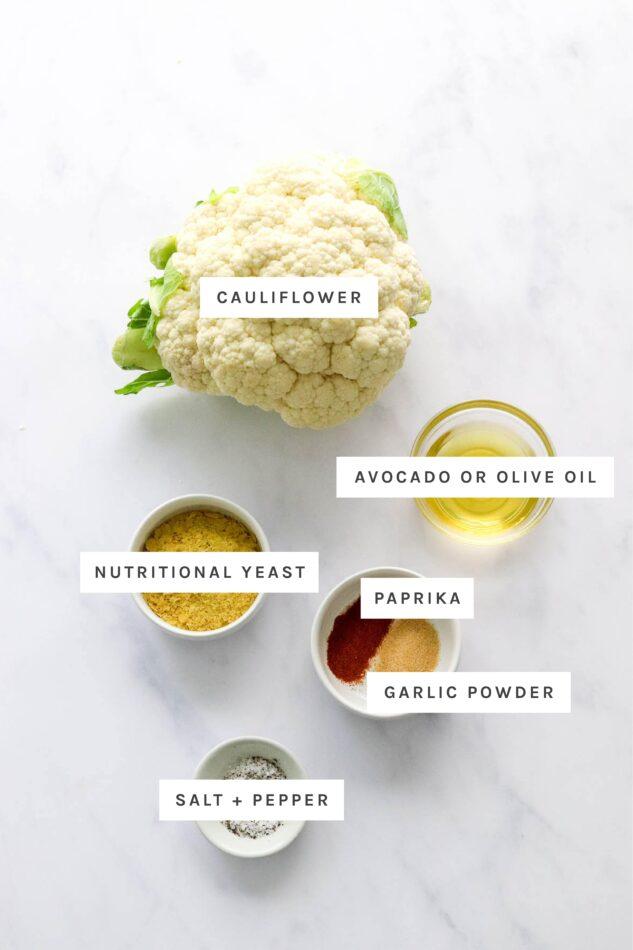 CAULIFLOWER
AVOCADO OR OLIVE OIL
NUTRITIONAL YEAST
PAPRIKA
GARLIC POWDER
SALT + PEPPER